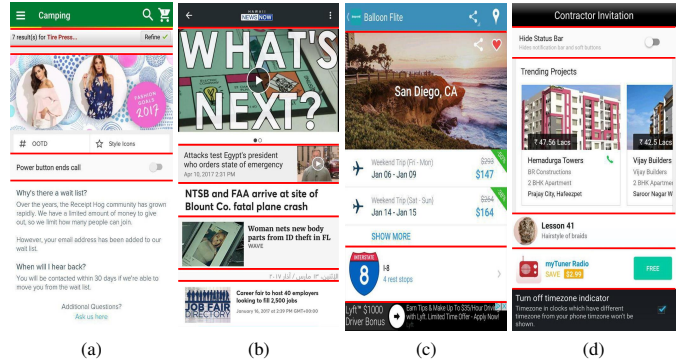 Camping
7 result(s) for Tire Press...
Refine
FASHION
GOALS
2017
# OOTD
Style Icons
Power button ends call
Why's there a wait list?
Over the years, the Receipt Hog community has grown
rapidly. We have a limited amount of money to give
out, so we limit how many people can join.
However, your email address has been added to our
wait list.
When will I hear back?
You will be contacted within 30 days if we're able to
move you from the wait list.
Additional Questions?
Ask us here
(a)
HAWAII
NEWS NOW
WHAT'S
NEXT?
Attacks test Egypt's president
who orders state of emergency
Apr 10, 2017 2:31 PM
NTSB and FAA arrive at site of
Blount Co. fatal plane crash
Woman nets new body
parts from ID theft in FL
WAVE
الإثنين، ١٣ مارس / آذار ٢٠١٧
JOB FAIR
DIRECTORY
Career fair to host 40 employers
looking to fill 2,500 jobs
January 16, 2017 at 2:39 PM GMT+00:00
(b)
Balloon Flite
San Diego, CA
Weekend Trip (Fri - Mon)
Jan 06 - Jan 09
$293
$147
Weekend Trip (Sat - Sun)
Jan 14 - Jan 15
$264
$164
SHOW MORE
INTERSTATE
8
I-8
4 rest stops
Lyft™ $1000
Driver Bonus
Earn Tips & Make Up To $35/Hour Driving
with Lyft. Limited Time Offer - Apply Now!
Lyft
(c)
Contractor Invitation
Hide Status Bar
Hides notification bar and soft buttons
Trending Projects
₹ 47.56 Lacs
Hemadurga Towers
BR Constructions
2 BHK Apartment
Prajay City, Hafeezpet
₹ 42.5 Lacs
Vijay Builders
Vijay Builders
2 BHK Apartme
Saroor Nagar W
Lesson 41
Hairstyle of braids
myTuner Radio
SAVE $2.99
FREE
Turn off timezone indicator
Timezone in clocks which have different
timezone from your phone timzone won't be
shown.
(d)